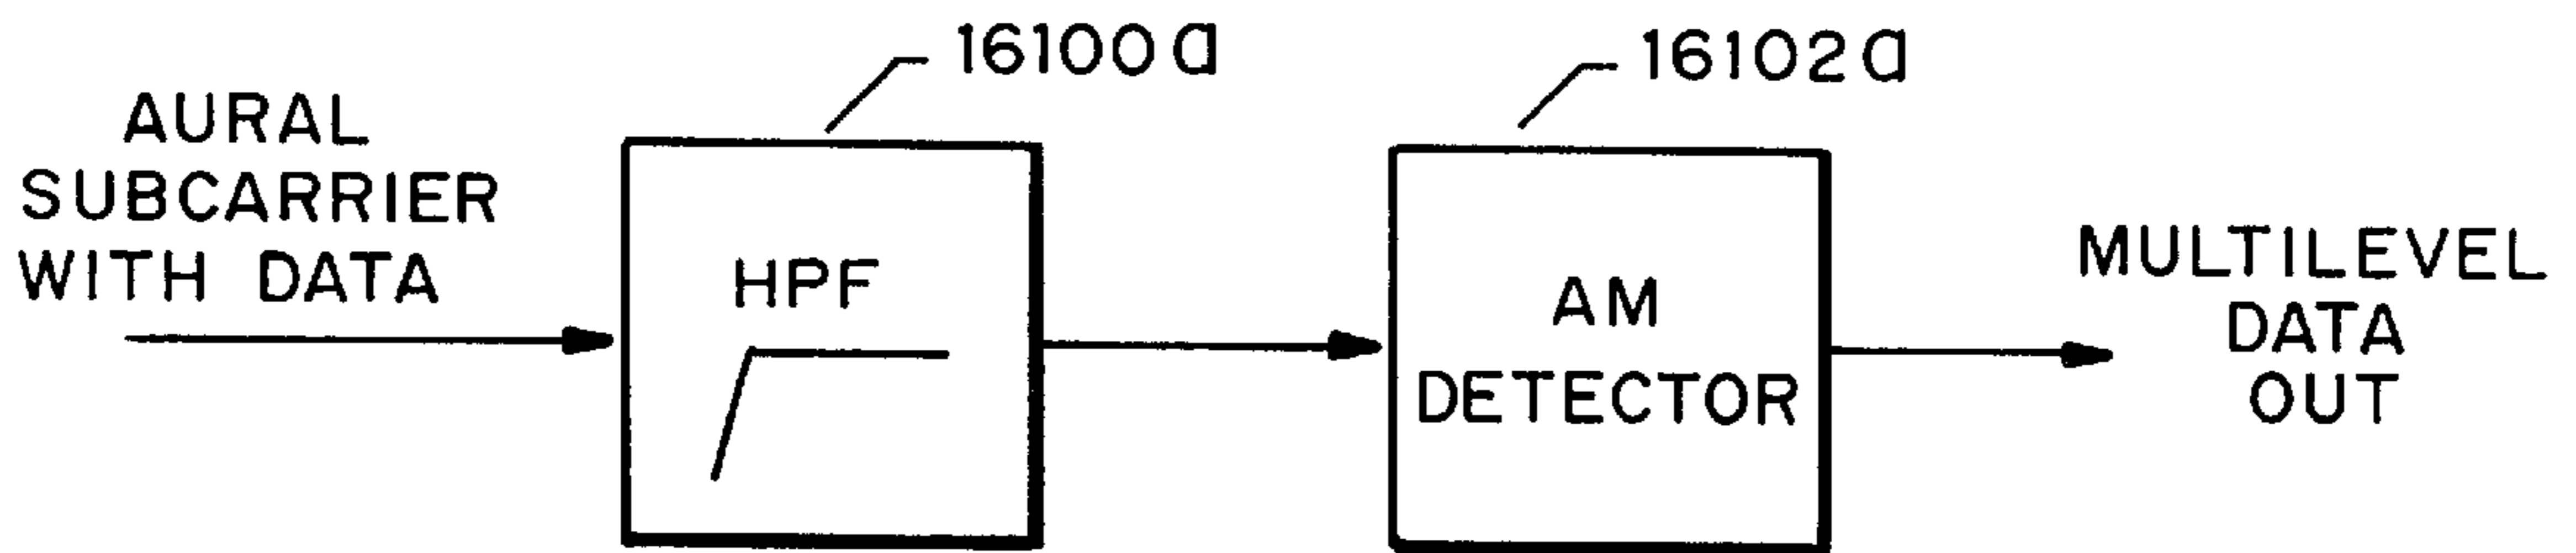 16100a
16102a
AURAL
SUBCARRIER
WITH DATA
HPF
AM
DETECTOR
MULTILEVEL
DATA
OUT